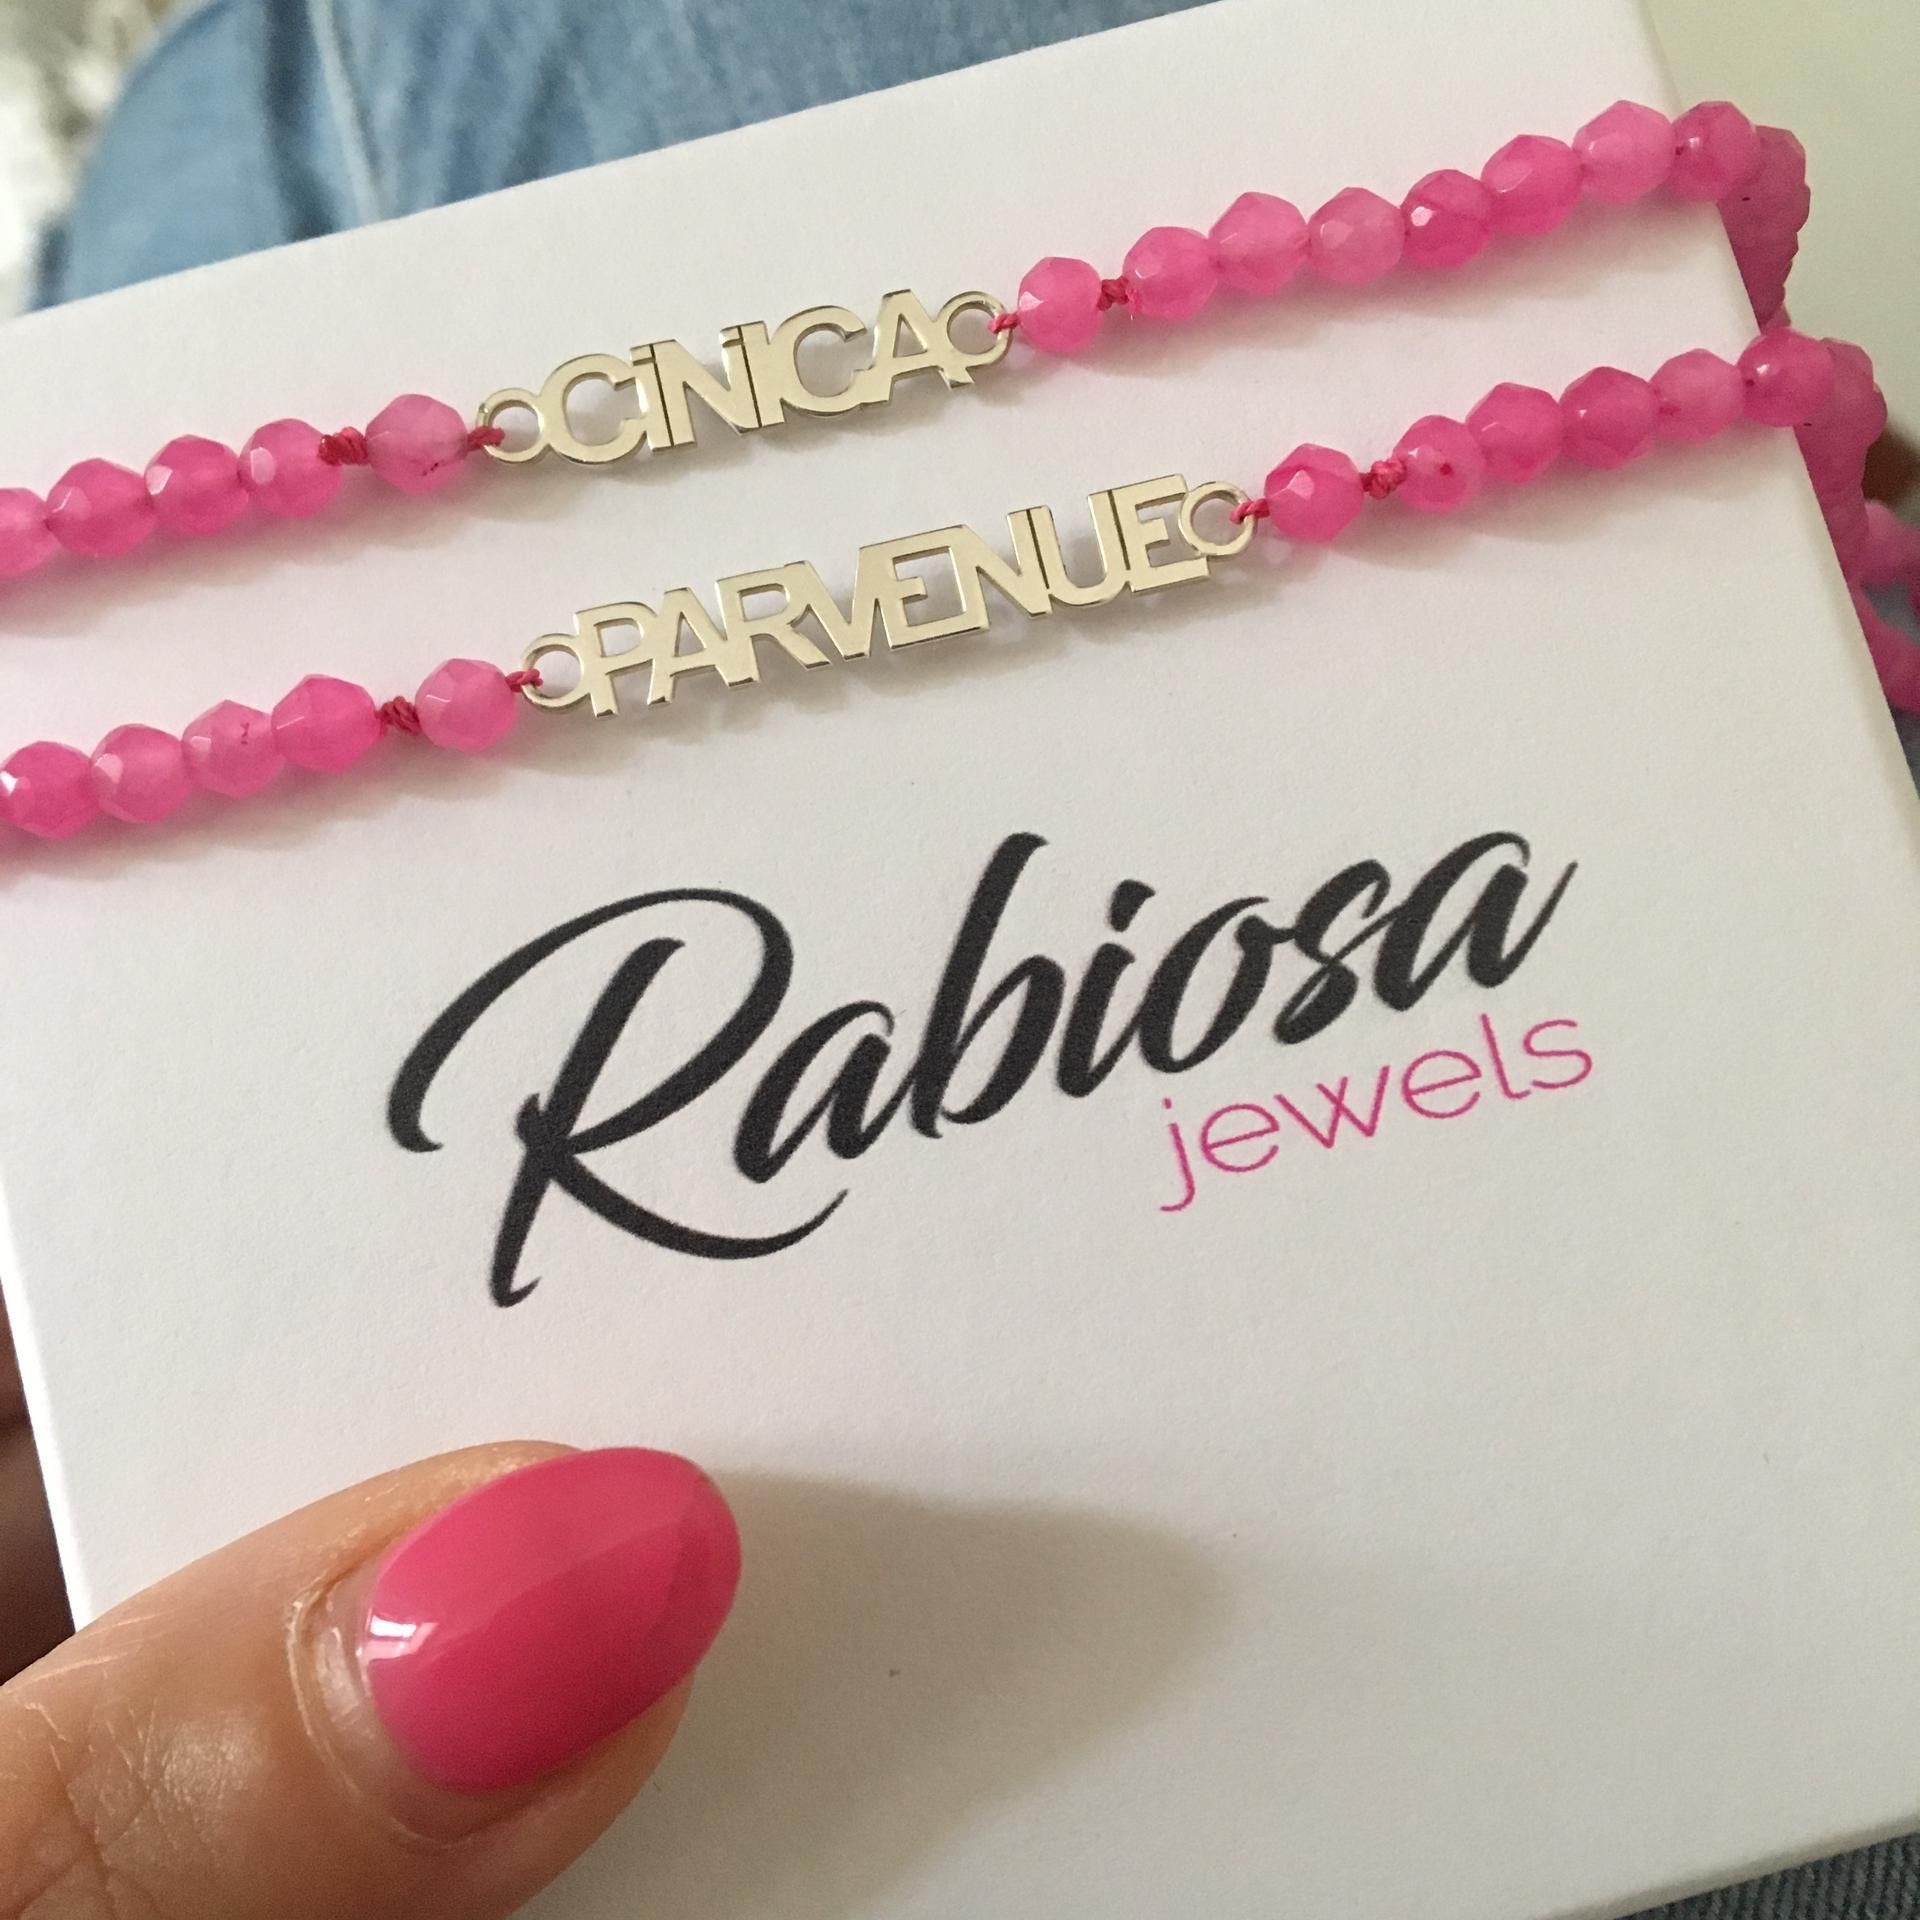 CiNiCA
PARVENUE
Rabiosa
jewels